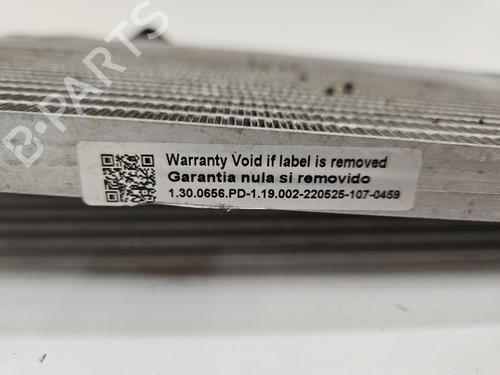 B-PARTS
Warranty Void if label is removed
Garantia nula si removido
1.30.0656.PD-1.19.002-220525-107-0459